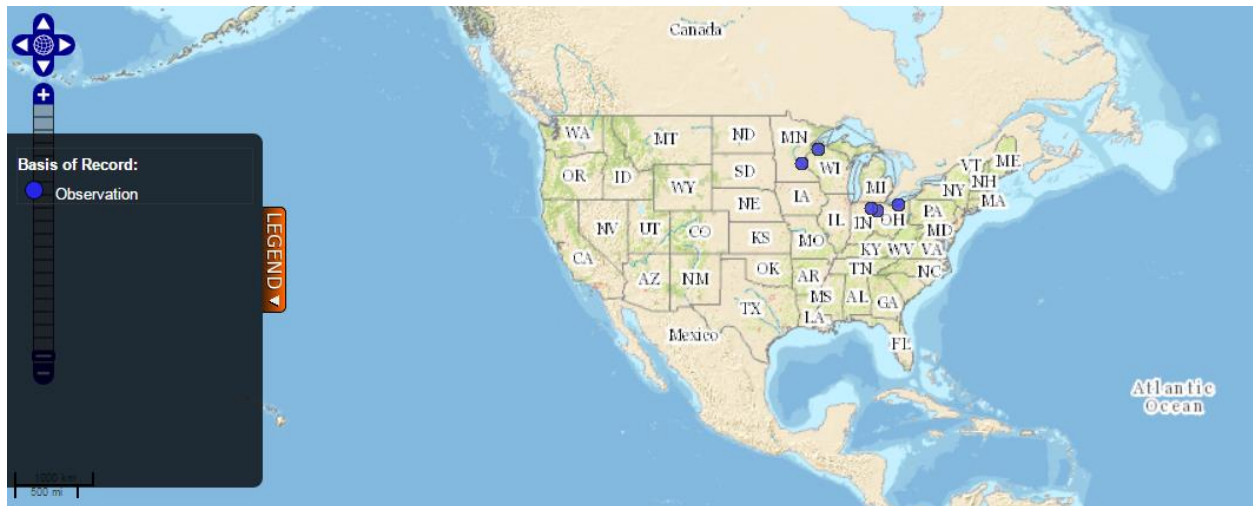 Canada
WA
MT
ND
MN
ME
VT
OR
ID
SD
WI
MI
NY
NH
WY
MA
NE
IA
PA
NV
UT
CO
IL
IN
OH
MD
KS
MO
KY
WV
VA
CA
OK
TN
NC
AZ
NM
AR
MS
AL
GA
TX
LA
Mexico
FL
Atlantic
Ocean
Basis of Record:
Observation
LEGEND
1000 km
500 mi